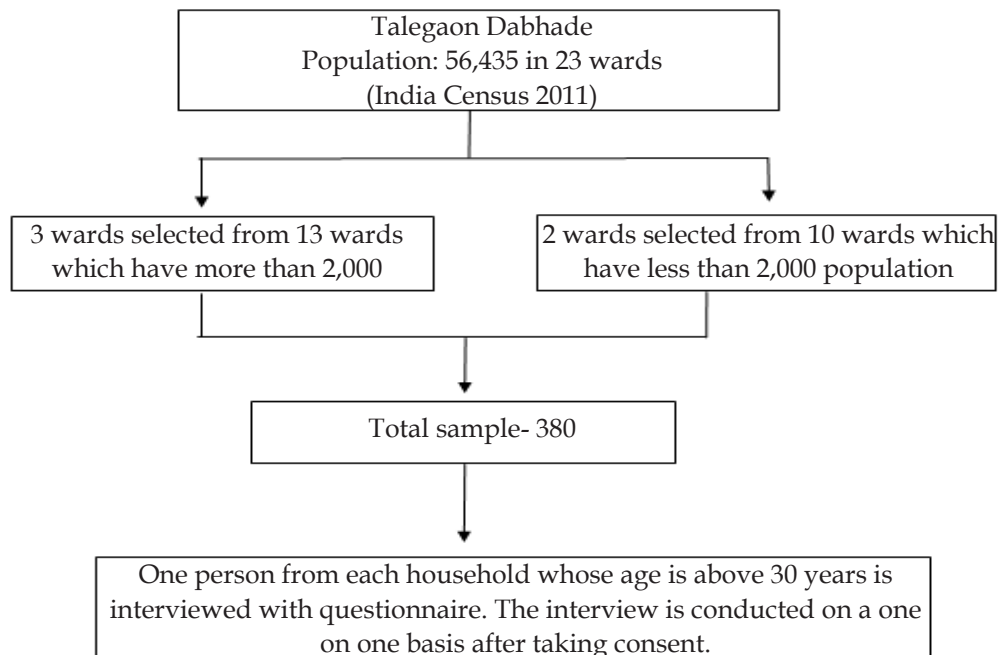 Talegaon Dabhade
Population: 56,435 in 23 wards
(India Census 2011)
3 wards selected from 13 wards
which have more than 2,000
2 wards selected from 10 wards which
have less than 2,000 population
Total sample- 380
One person from each household whose age is above 30 years is
interviewed with questionnaire. The interview is conducted on a one
on one basis after taking consent.